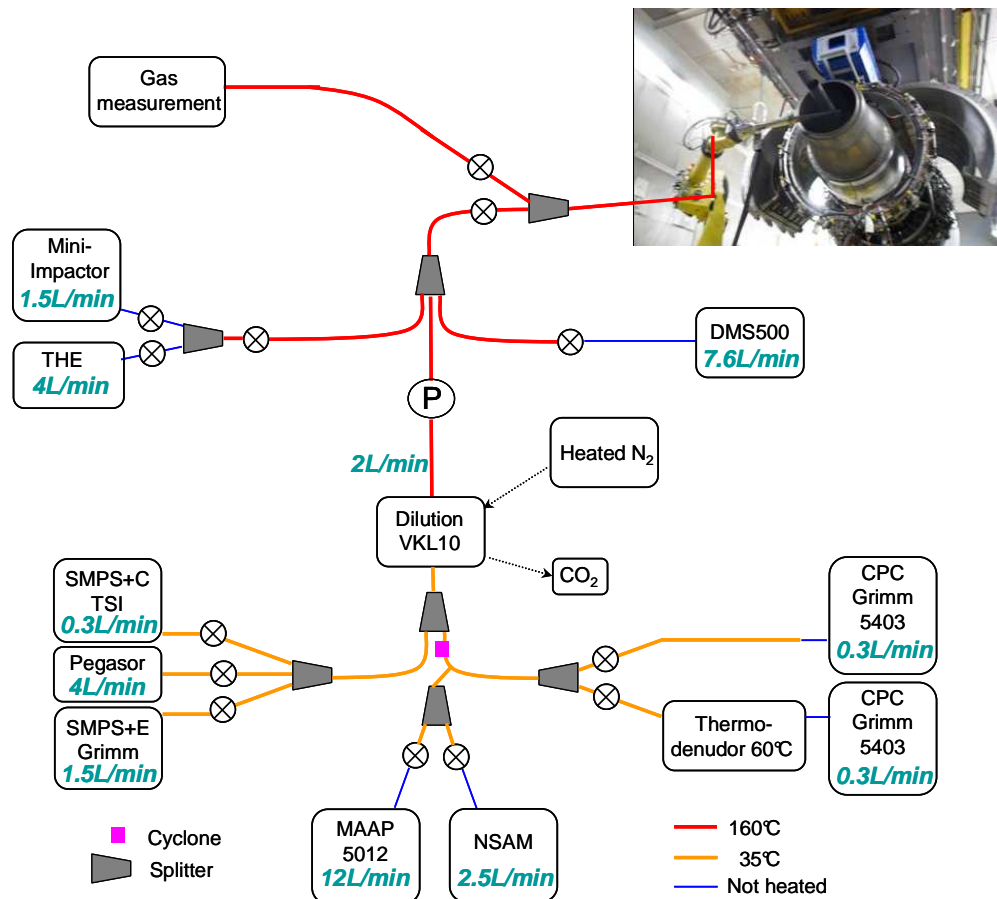 Gas
measurement
Mini-
Impactor
1.5L/min
THE
4L/min
DMS500
7.6L/min
P
2L/min
Heated N₂
Dilution
VKL10
CO₂
SMPS+C
TSI
0.3L/min
Pegasor
4L/min
SMPS+E
Grimm
1.5L/min
CPC
Grimm
5403
0.3L/min
Thermo-
denudor 60℃
CPC
Grimm
5403
0.3L/min
MAAP
5012
12L/min
NSAM
2.5L/min
Cyclone
Splitter
160℃
35℃
Not heated